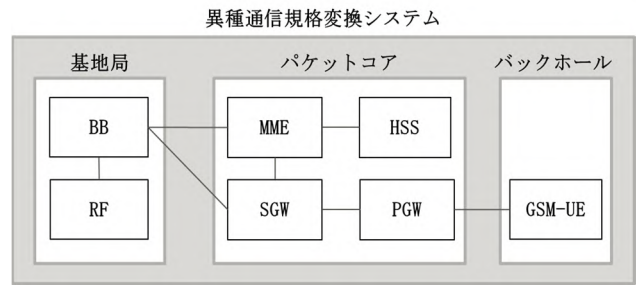 異種通信規格変換システム
基地局
パケットコア
バックホール
BB
MME
HSS
RF
SGW
PGW
GSM-UE